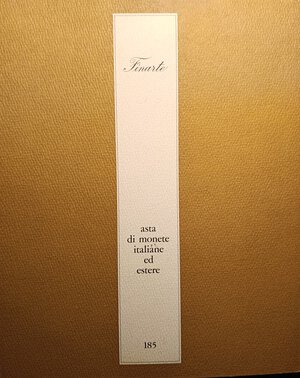 Finarte
asta
di monete
italiane
ed
estere
185